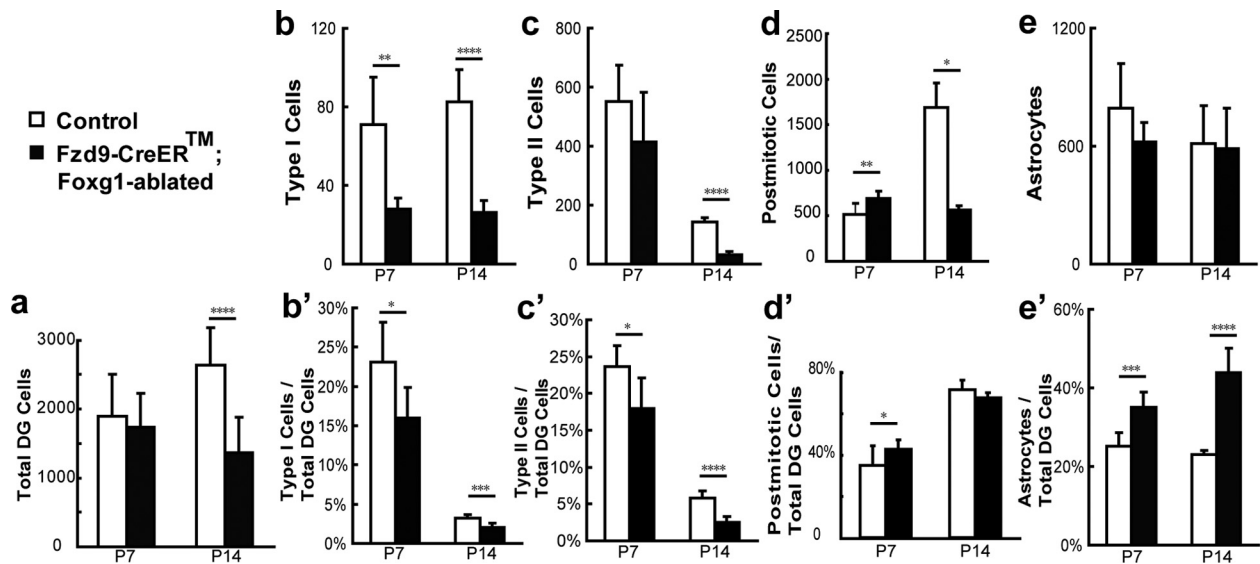 Control
Fzd9-CreER™;
Foxg1-ablated
b
Type I Cells
120
80
40
0
**
****
P7
P14
c
Type II Cells
800
600
400
200
0
****
P7
P14
d
Postmitotic Cells
2500
2000
1500
1000
500
0
**
*
P7
P14
e
Astrocytes
1200
600
0
P7
P14
a
Total DG Cells
3000
2000
1000
0
****
P7
P14
b’
Type I Cells /
Total DG Cells
30%
25%
20%
15%
10%
5%
0%
*
***
P7
P14
c’
Type II Cells /
Total DG Cells
30%
25%
20%
15%
10%
5%
0%
*
****
P7
P14
d’
Postmitotic Cells/
Total DG Cells
80%
40%
0
*
P7
P14
e’
Astrocytes /
Total DG Cells
60%
40%
20%
0%
***
****
P7
P14